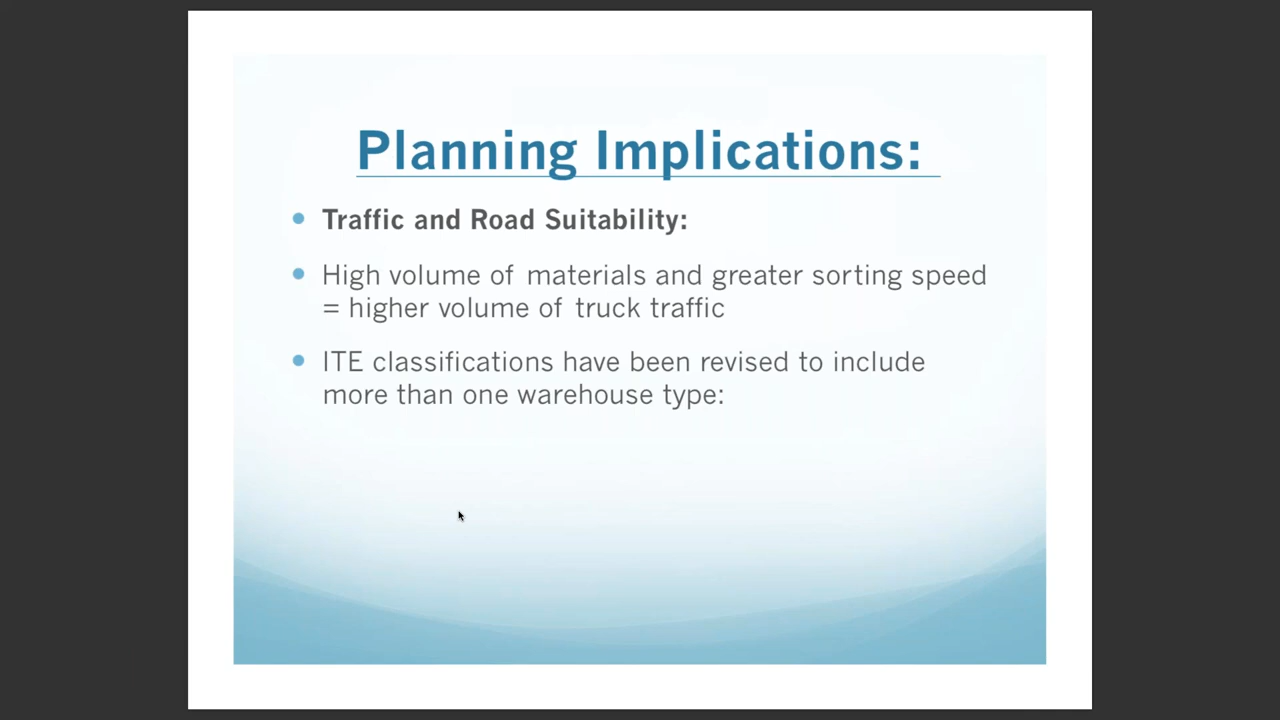 Planning Implications:
Traffic and Road Suitability:
High volume of materials and greater sorting speed
= higher volume of truck traffic
ITE classifications have been revised to include
more than one warehouse type: